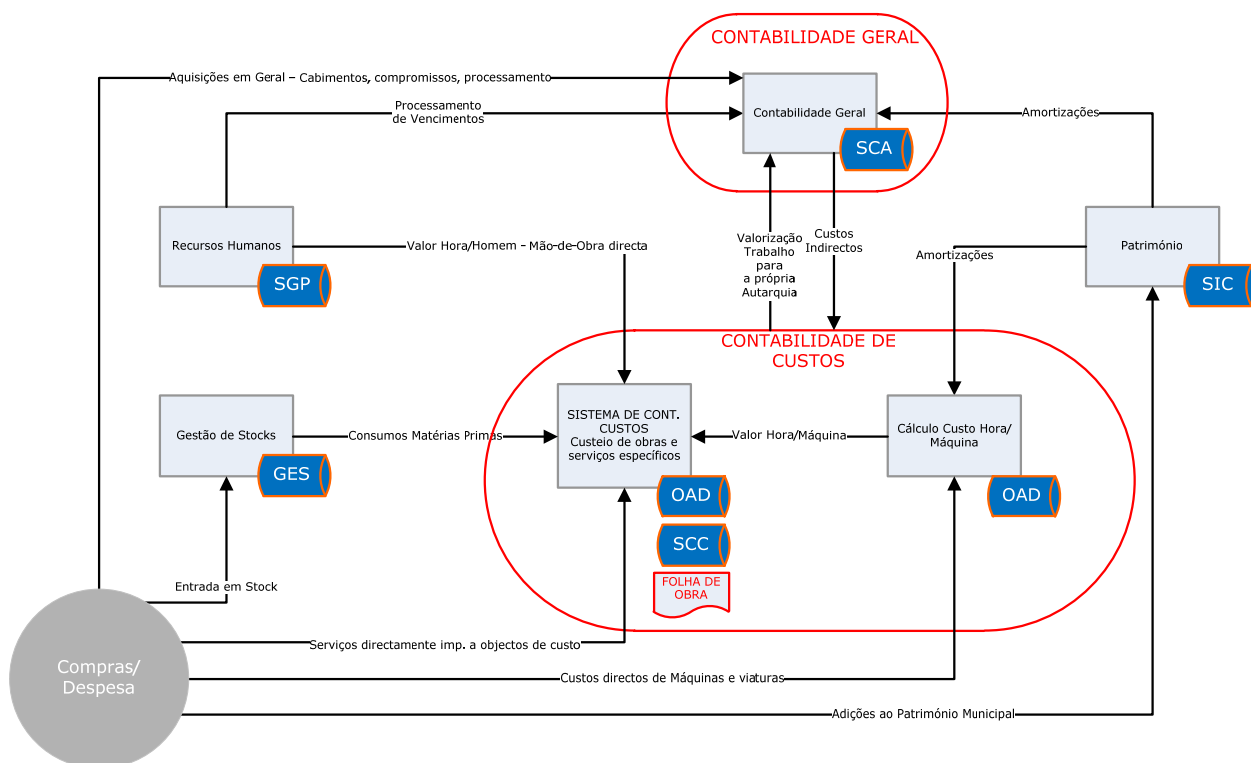 CONTABILIDADE GERAL
Aquisições em Geral – Cabimentos, compromissos, processamento
Processamento
de Vencimentos
Contabilidade Geral
SCA
Amortizações
Recursos Humanos
SGP
Valor Hora/Homem – Mão-de-Obra directa
Valorização
Trabalho
para
a própria
Autarquia
Custos
Indirectos
Amortizações
Património
SIC
CONTABILIDADE DE
CUSTOS
Gestão de Stocks
GES
Consumos Matérias Primas
SISTEMA DE CONT.
CUSTOS
Custeio de obras e
serviços específicos
OAD
SCC
FOLHA DE
OBRA
Valor Hora/Máquina
Cálculo Custo Hora/
Máquina
OAD
Entrada em Stock
Compras/
Despesa
Serviços directamente imp. a objectos de custo
Custos directos de Máquinas e viaturas
Adições ao Património Municipal